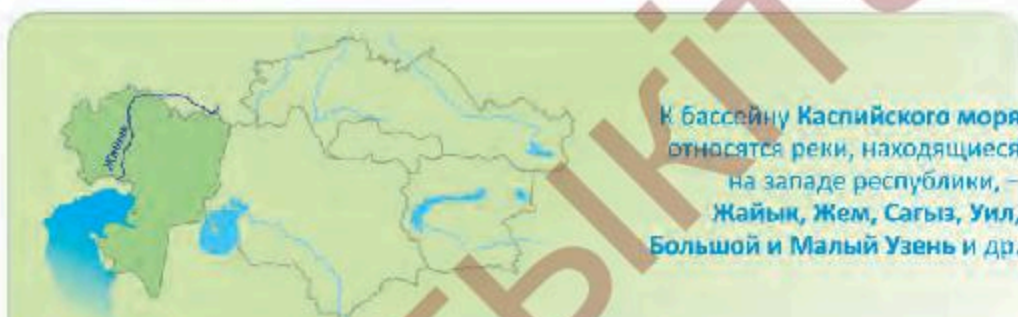 Жайык
К бассейну Каспийского моря
относятся реки, находящиеся
на западе республики, –
Жайык, Жем, Сагыз, Уил,
Большой и Малый Узень и др.